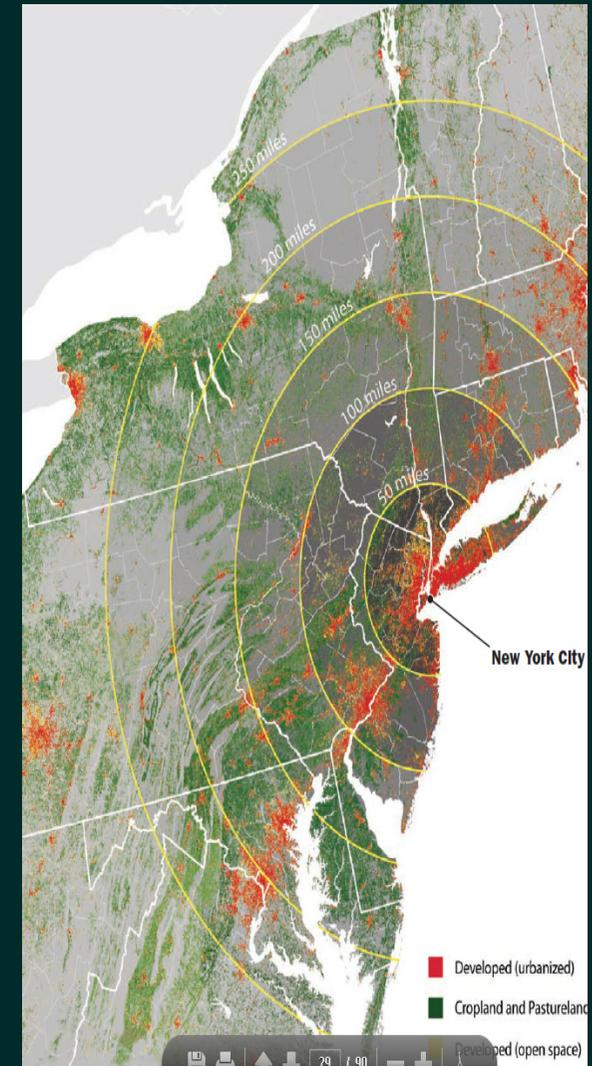 250 miles
200 miles
150 miles
100 miles
50 miles
New York CIty
Developed (urbanized)
Cropland and Pastureland
Developed (open space)
29 / 90